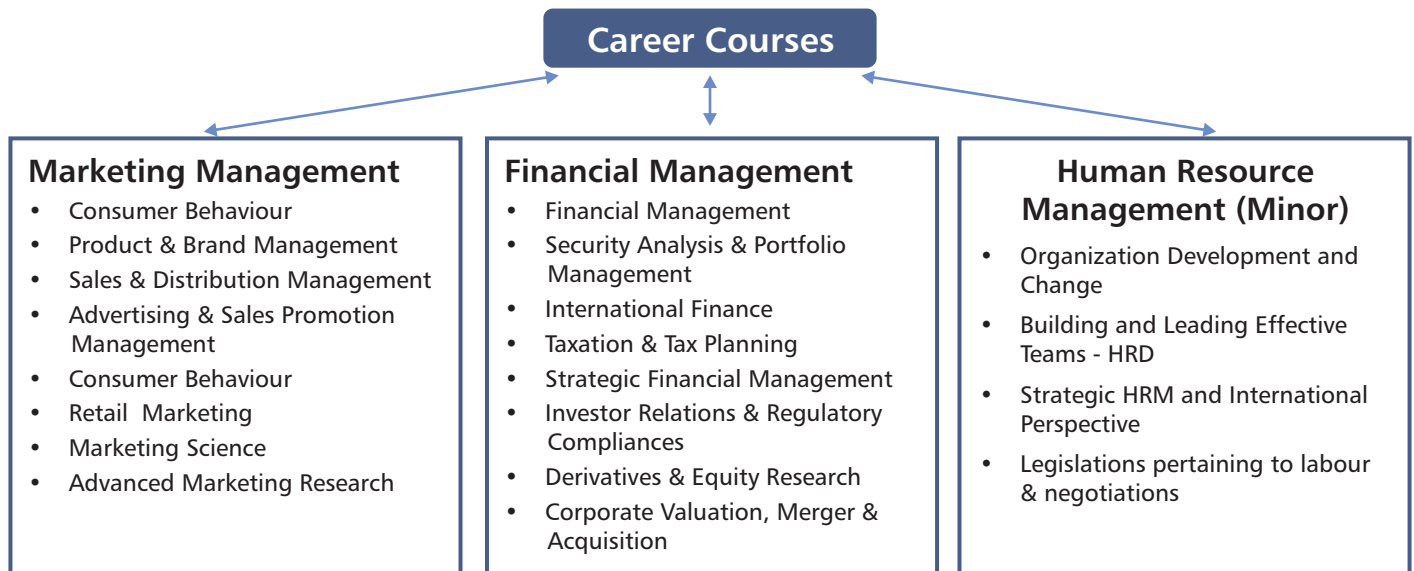 Career Courses
Marketing Management
• Consumer Behaviour
• Product & Brand Management
• Sales & Distribution Management
• Advertising & Sales Promotion
Management
• Consumer Behaviour
• Retail Marketing
• Marketing Science
• Advanced Marketing Research
Financial Management
• Financial Management
• Security Analysis & Portfolio
Management
• International Finance
• Taxation & Tax Planning
• Strategic Financial Management
• Investor Relations & Regulatory
Compliances
• Derivatives & Equity Research
• Corporate Valuation, Merger &
Acquisition
Human Resource
Management (Minor)
• Organization Development and
Change
• Building and Leading Effective
Teams - HRD
• Strategic HRM and International
Perspective
• Legislations pertaining to labour
& negotiations